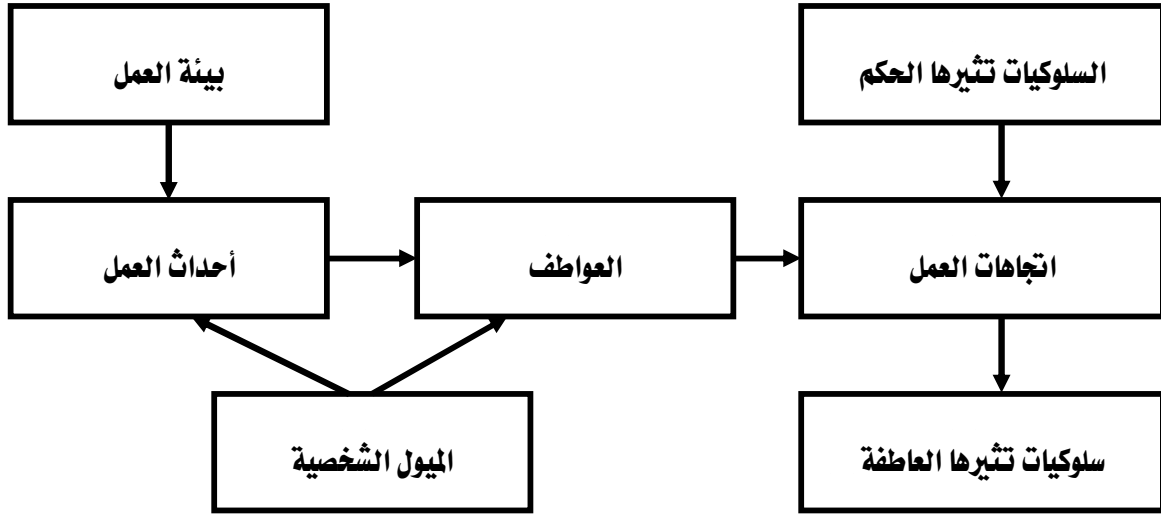 السلوكيات تثيرها الحكم
بيئة العمل
اتجاهات العمل
العواطف
أحداث العمل
سلوكيات تثيرها العاطفة
الميول الشخصية